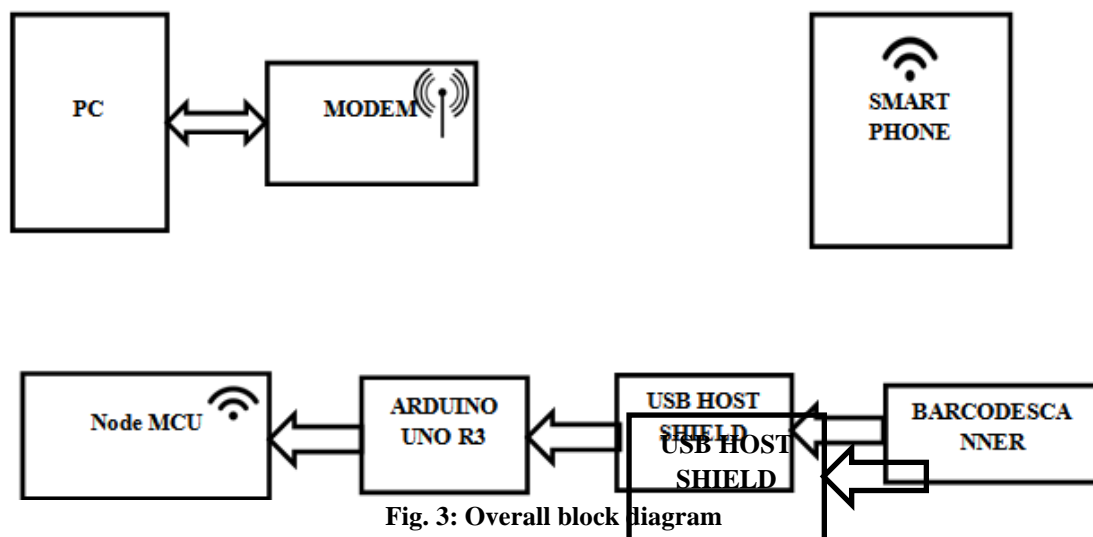 PC
MODEM
SMART
PHONE
Node MCU
ARDUINO
UNO R3
USB HOST
SHIELD
USB HOST
SHIELD
BARCODESCA
NNER
Fig. 3: Overall block diagram